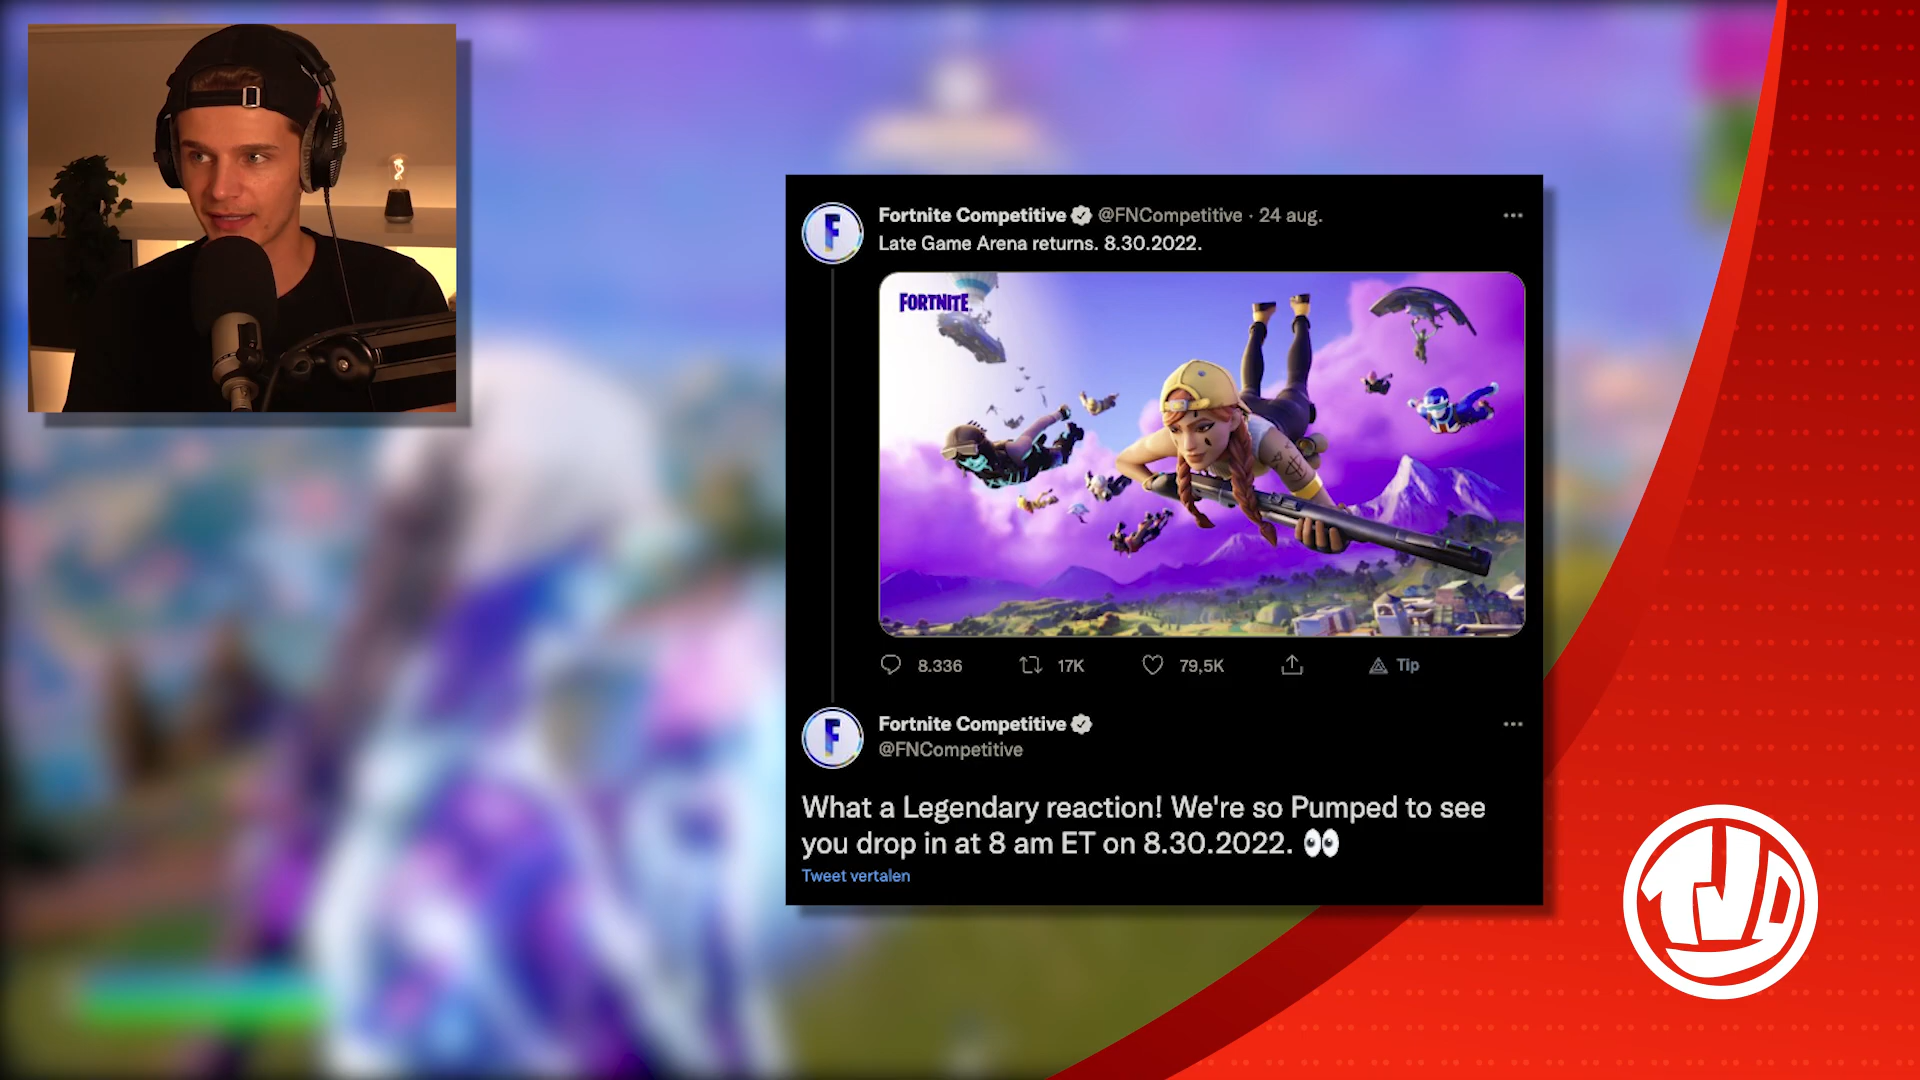 Fortnite Competitive @FNCompetitive · 24 aug.
Late Game Arena returns. 8.30.2022.
FORTNITE
8.336 17K 79,5K Tip
Fortnite Competitive
@FNCompetitive
What a Legendary reaction! We're so Pumped to see
you drop in at 8 am ET on 8.30.2022. 👀
Tweet vertalen
TJD